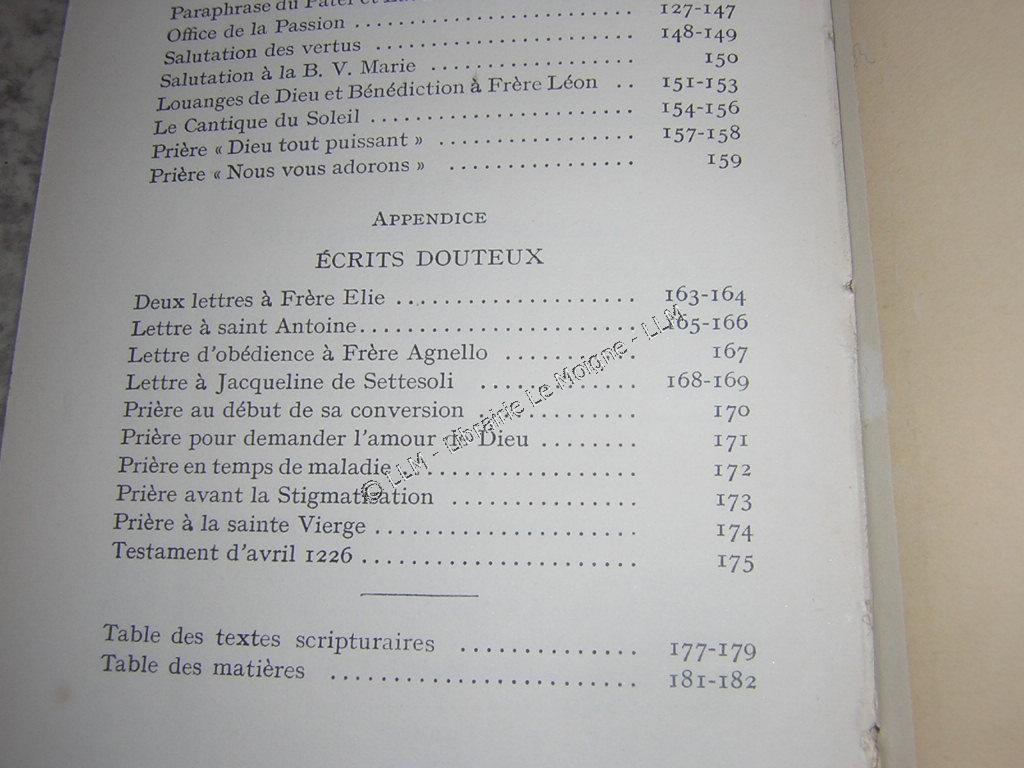 Paraphrase du Pater et
Office de la Passion .................... 127-147
Salutation des vertus .................... 148-149
Salutation à la B. V. Marie .................... 150
Louanges de Dieu et Bénédiction à Frère Léon .. 151-153
Le Cantique du Soleil .................... 154-156
Prière « Dieu tout puissant » .................... 157-158
Prière « Nous vous adorons » .................... 159
APPENDICE
ÉCRITS DOUTEUX
Deux lettres à Frère Elie .................... 163-164
Lettre à saint Antoine .................... 165-166
Lettre d'obédience à Frère Agnello .......... 167
Lettre à Jacqueline de Settesoli .......... 168-169
Prière au début de sa conversion .......... 170
Prière pour demander l'amour de Dieu ........ 171
Prière en temps de maladie .................... 172
Prière avant la Stigmatisation .............. 173
Prière à la sainte Vierge .................... 174
Testament d'avril 1226 .................... 175
Table des textes scripturaires .............. 177-179
Table des matières .................... 181-182
© LLM - Librairie Le Moigne - LLM